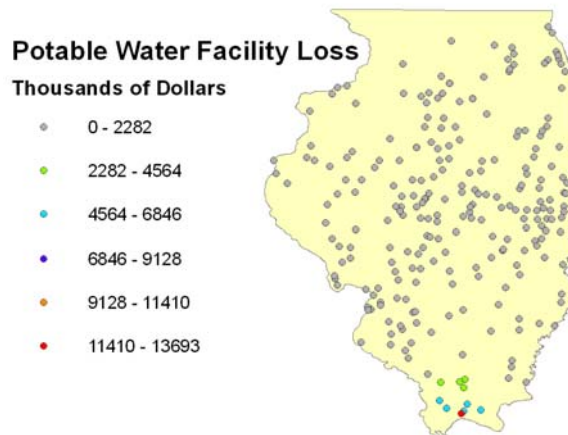 Potable Water Facility Loss
Thousands of Dollars
0 - 2282
2282 - 4564
4564 - 6846
6846 - 9128
9128 - 11410
11410 - 13693